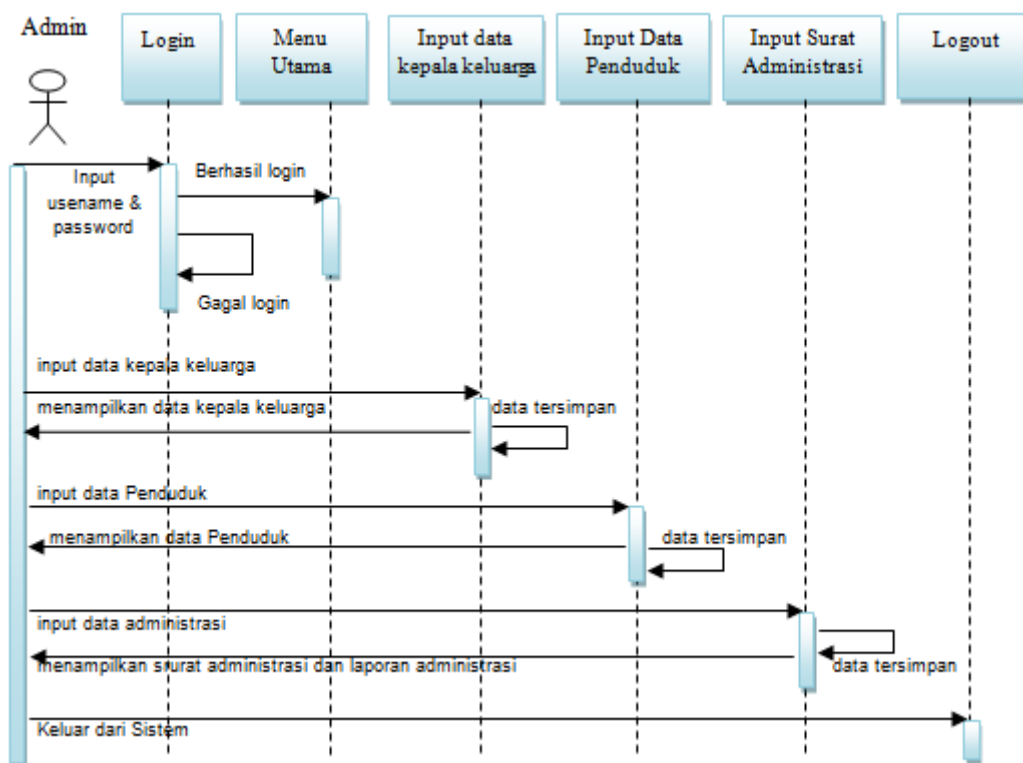 Admin
Login
Menu
Utama
Input data
kepala keluarga
Input Data
Penduduk
Input Surat
Administrasi
Logout
Input
usename &
password
Berhasil login
Gagal login
input data kepala keluarga
menampilkan data kepala keluarga
data tersimpan
input data Penduduk
menampilkan data Penduduk
data tersimpan
input data administrasi
menampilkan srurat administrasi dan laporan administrasi
data tersimpan
Keluar dari Sistem